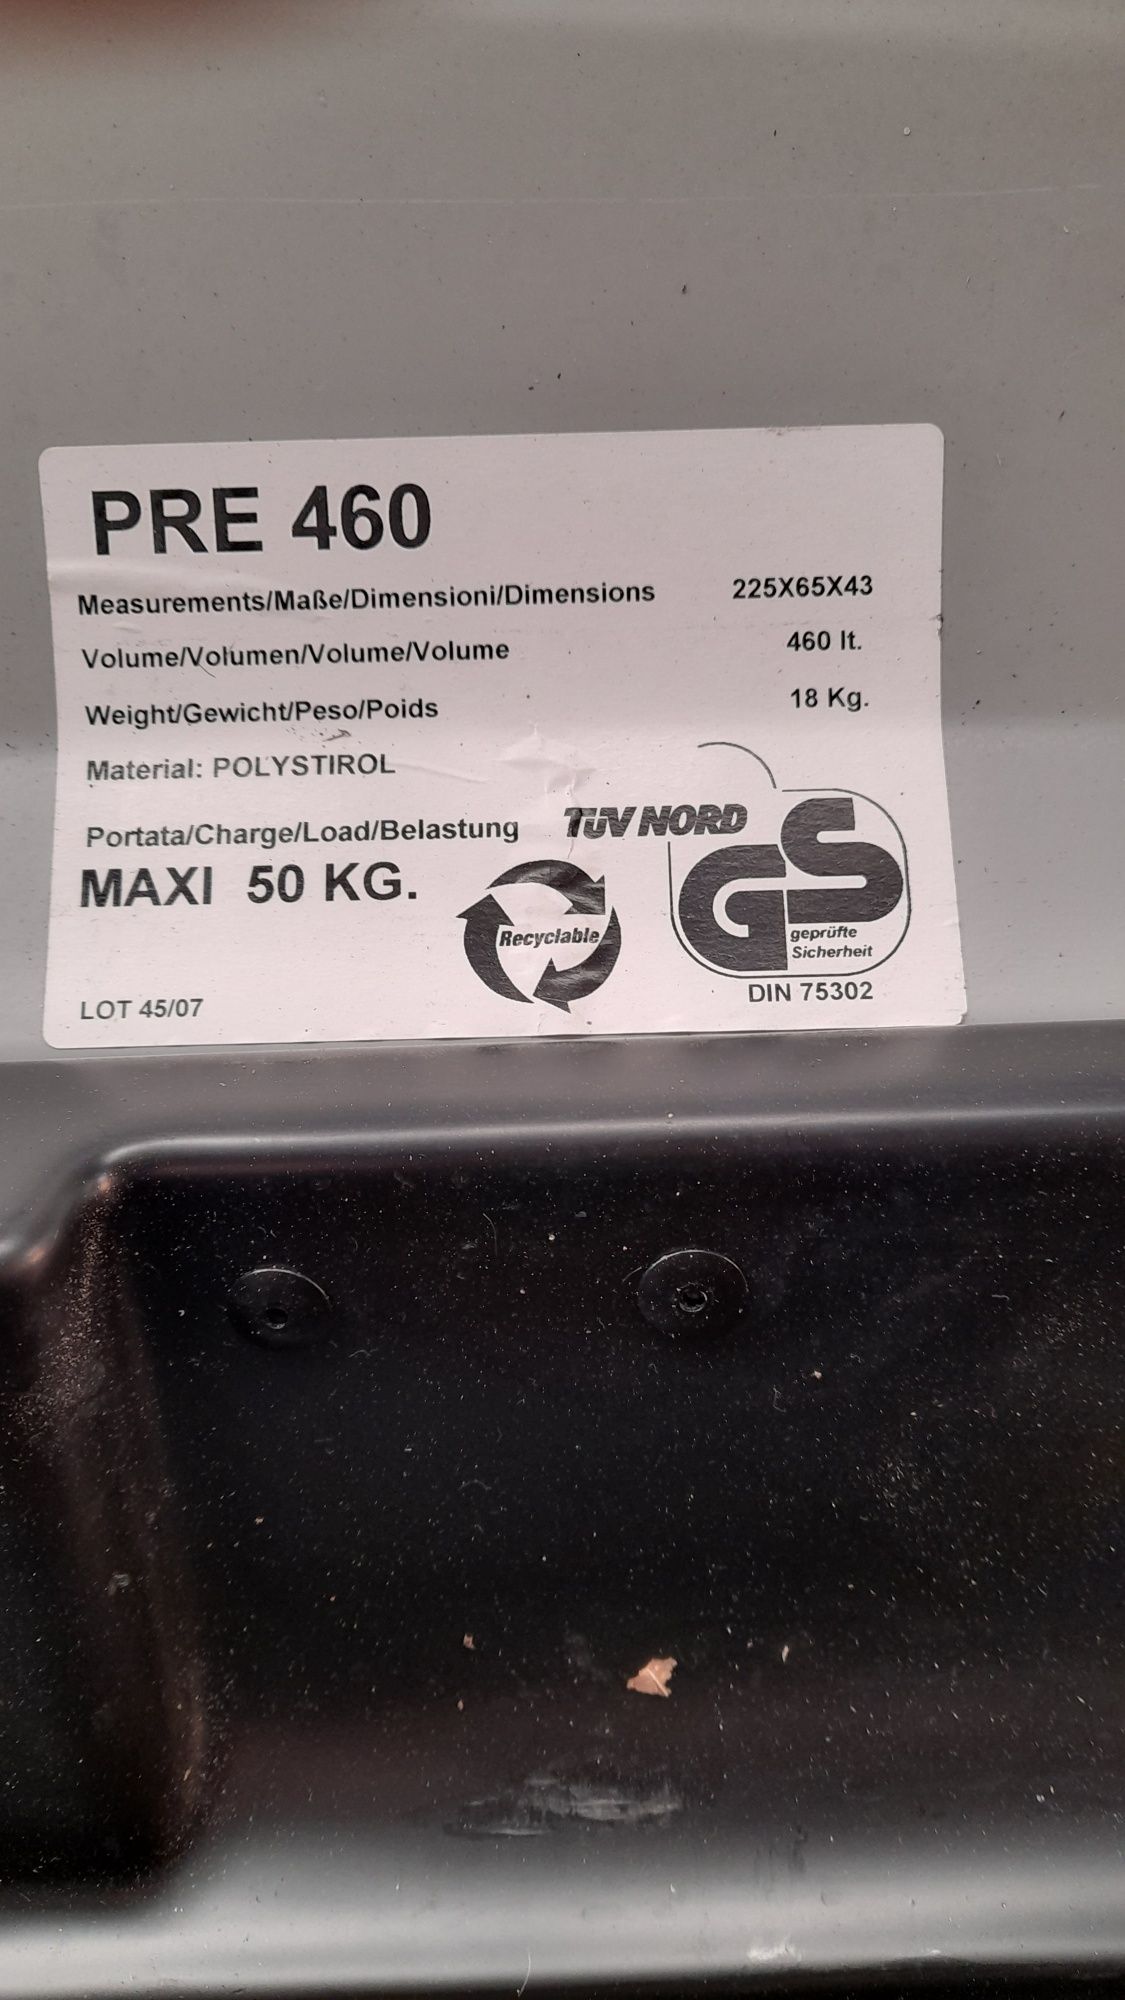 PRE 460
Measurements/Maße/Dimensioni/Dimensions 225X65X43
Volume/Volumen/Volume/Volume 460 lt.
Weight/Gewicht/Peso/Poids 18 Kg.
Material: POLYSTIROL
Portata/Charge/Load/Belastung
MAXI 50 KG.
TÜV NORD
GS
geprüfte
Sicherheit
Recyclable
DIN 75302
LOT 45/07